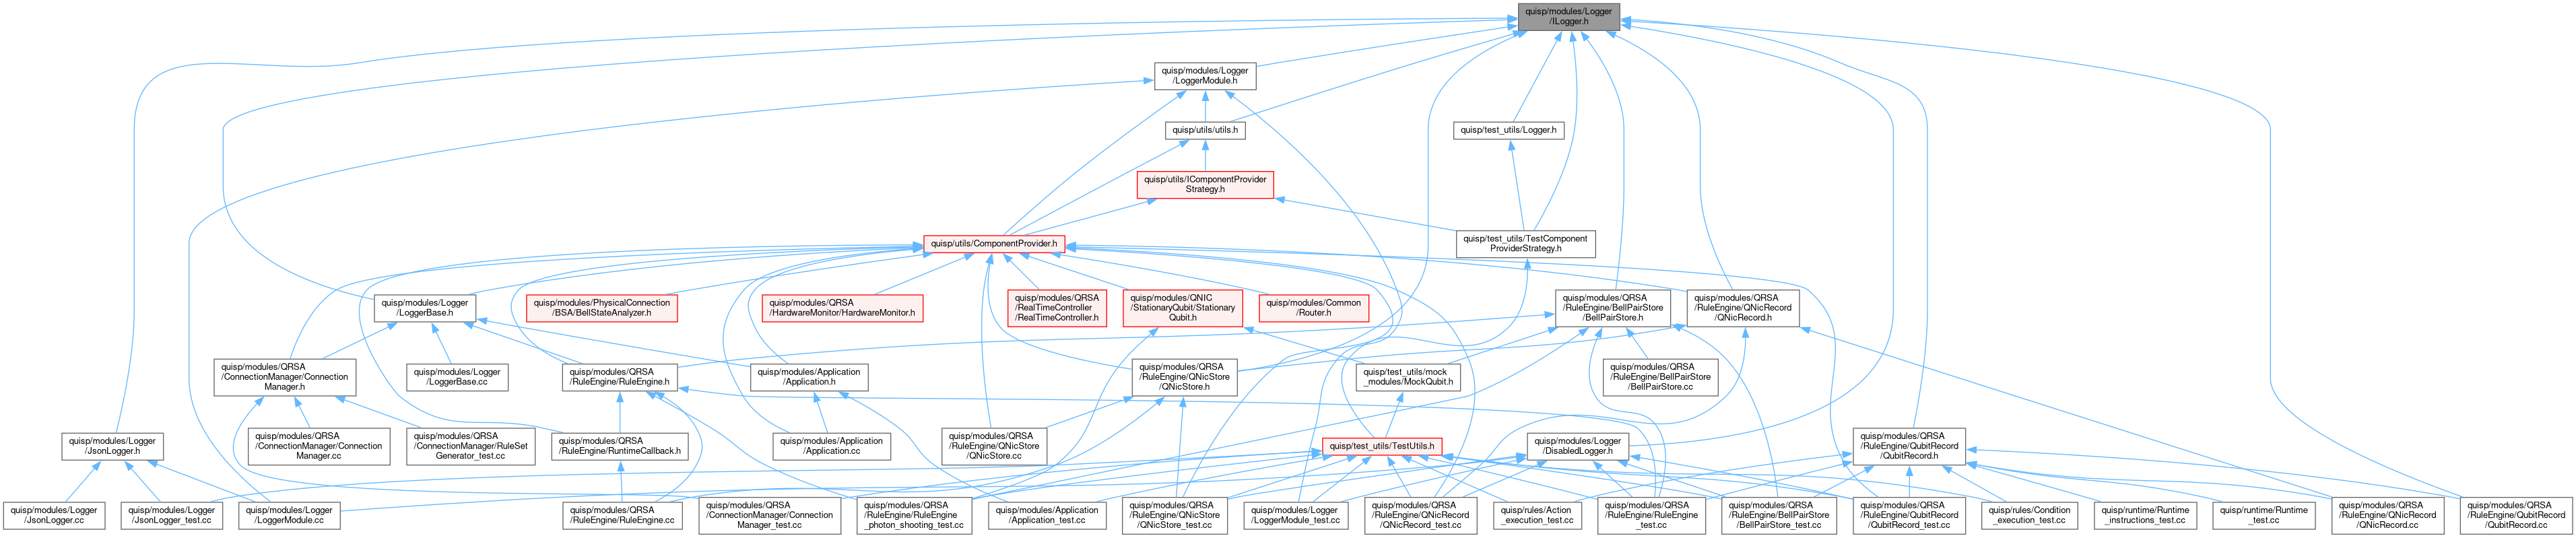 quisp/modules/Logger
/ILogger.h
quisp/modules/Logger
/LoggerModule.h
quisp/utils/utils.h
quisp/test_utils/Logger.h
quisp/utils/IComponentProvider
Strategy.h
quisp/utils/ComponentProvider.h
quisp/test_utils/TestComponent
ProviderStrategy.h
quisp/modules/Logger
/LoggerBase.h
quisp/modules/PhysicalConnection
/BSA/BellStateAnalyzer.h
quisp/modules/QRSA
/HardwareMonitor/HardwareMonitor.h
quisp/modules/QRSA
/RealTimeController
/RealTimeController.h
quisp/modules/QNIC
/StationaryQubit/Stationary
Qubit.h
quisp/modules/Common
/Router.h
quisp/modules/QRSA
/RuleEngine/BellPairStore
/BellPairStore.h
quisp/modules/QRSA
/RuleEngine/QNicRecord
/QNicRecord.h
quisp/modules/QRSA
/ConnectionManager/Connection
Manager.h
quisp/modules/Logger
/LoggerBase.cc
quisp/modules/QRSA
/RuleEngine/RuleEngine.h
quisp/modules/Application
/Application.h
quisp/modules/QRSA
/RuleEngine/QNicStore
/QNicStore.h
quisp/test_utils/mock
_modules/MockQubit.h
quisp/modules/QRSA
/RuleEngine/BellPairStore
/BellPairStore.cc
quisp/modules/Logger
/JsonLogger.h
quisp/modules/QRSA
/ConnectionManager/Connection
Manager.cc
quisp/modules/QRSA
/ConnectionManager/RuleSet
Generator_test.cc
quisp/modules/QRSA
/RuleEngine/RuntimeCallback.h
quisp/modules/Application
/Application.cc
quisp/modules/QRSA
/RuleEngine/QNicStore
/QNicStore.cc
quisp/test_utils/TestUtils.h
quisp/modules/Logger
/DisabledLogger.h
quisp/modules/QRSA
/RuleEngine/QubitRecord
/QubitRecord.h
quisp/modules/Logger
/JsonLogger.cc
quisp/modules/Logger
/JsonLogger_test.cc
quisp/modules/Logger
/LoggerModule.cc
quisp/modules/QRSA
/RuleEngine/RuleEngine.cc
quisp/modules/QRSA
/ConnectionManager/Connection
Manager_test.cc
quisp/modules/QRSA
/RuleEngine/RuleEngine
_photon_shooting_test.cc
quisp/modules/Application
/Application_test.cc
quisp/modules/QRSA
/RuleEngine/QNicStore
/QNicStore_test.cc
quisp/modules/Logger
/LoggerModule_test.cc
quisp/modules/QRSA
/RuleEngine/QNicRecord
/QNicRecord_test.cc
quisp/rules/Action
_execution_test.cc
quisp/modules/QRSA
/RuleEngine/RuleEngine
_test.cc
quisp/modules/QRSA
/RuleEngine/BellPairStore
/BellPairStore_test.cc
quisp/modules/QRSA
/RuleEngine/QubitRecord
/QubitRecord_test.cc
quisp/rules/Condition
_execution_test.cc
quisp/runtime/Runtime
_instructions_test.cc
quisp/runtime/Runtime
_test.cc
quisp/modules/QRSA
/RuleEngine/QNicRecord
/QNicRecord.cc
quisp/modules/QRSA
/RuleEngine/QubitRecord
/QubitRecord.cc